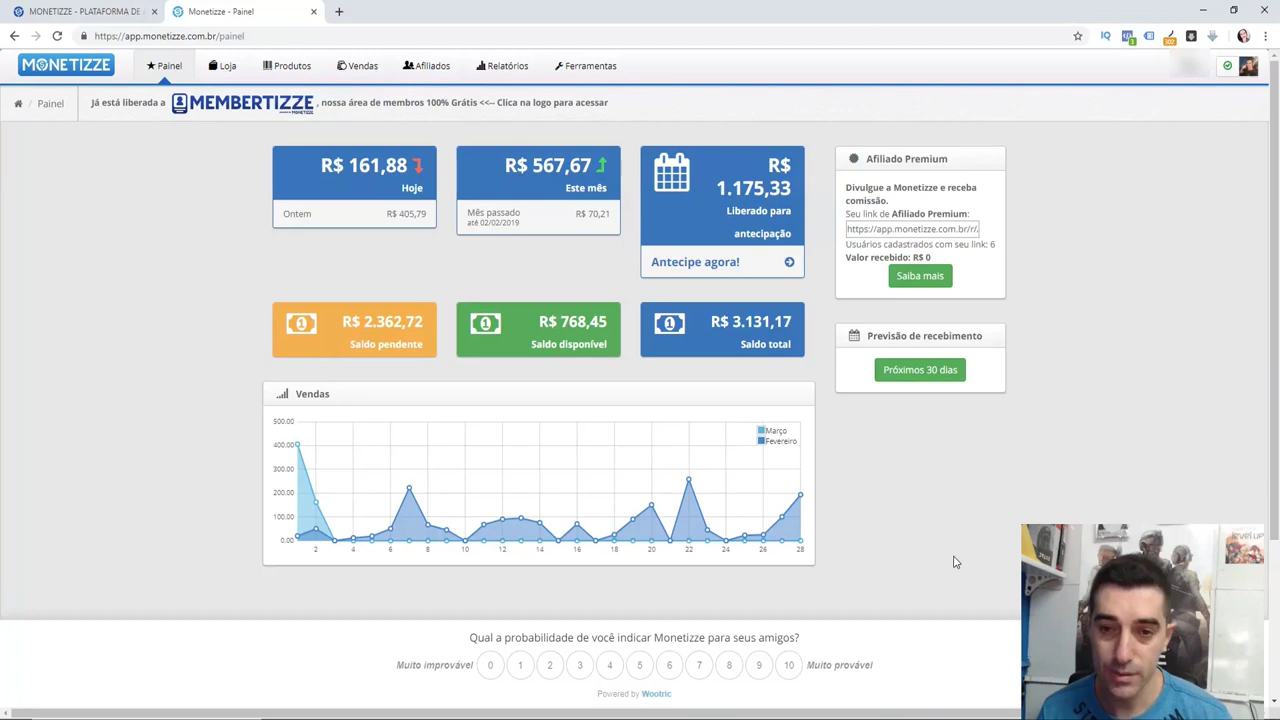 MONETIZZE - PLATAFORMA DE A
Monetizze - Painel
https://app.monetizze.com.br/painel
MONETIZZE
Painel
Loja
Produtos
Vendas
Afiliados
Relatórios
Ferramentas
/ Painel
Já está liberada a MEMBERTIZZE , nossa área de membros 100% Grátis <<-- Clica na logo para acessar
R$ 161,88
Hoje
Ontem R$ 405,79
R$ 567,67
Este mês
Mês passado R$ 70,21
até 02/02/2019
R$
1.175,33
Liberado para
antecipação
Antecipe agora!
Afiliado Premium
Divulgue a Monetizze e receba
comissão.
Seu link de Afiliado Premium:
https://app.monetizze.com.br/r/
Usuários cadastrados com seu link: 6
Valor recebido: R$ 0
Saiba mais
R$ 2.362,72
Saldo pendente
R$ 768,45
Saldo disponível
R$ 3.131,17
Saldo total
Previsão de recebimento
Próximos 30 dias
Vendas
500.00
400.00
300.00
200.00
100.00
0.00
Março
Fevereiro
2 4 6 8 10 12 14 16 18 20 22 24 26 28
level up
Qual a probabilidade de você indicar Monetizze para seus amigos?
Muito improvável 0 1 2 3 4 5 6 7 8 9 10 Muito provável
Powered by Wootric